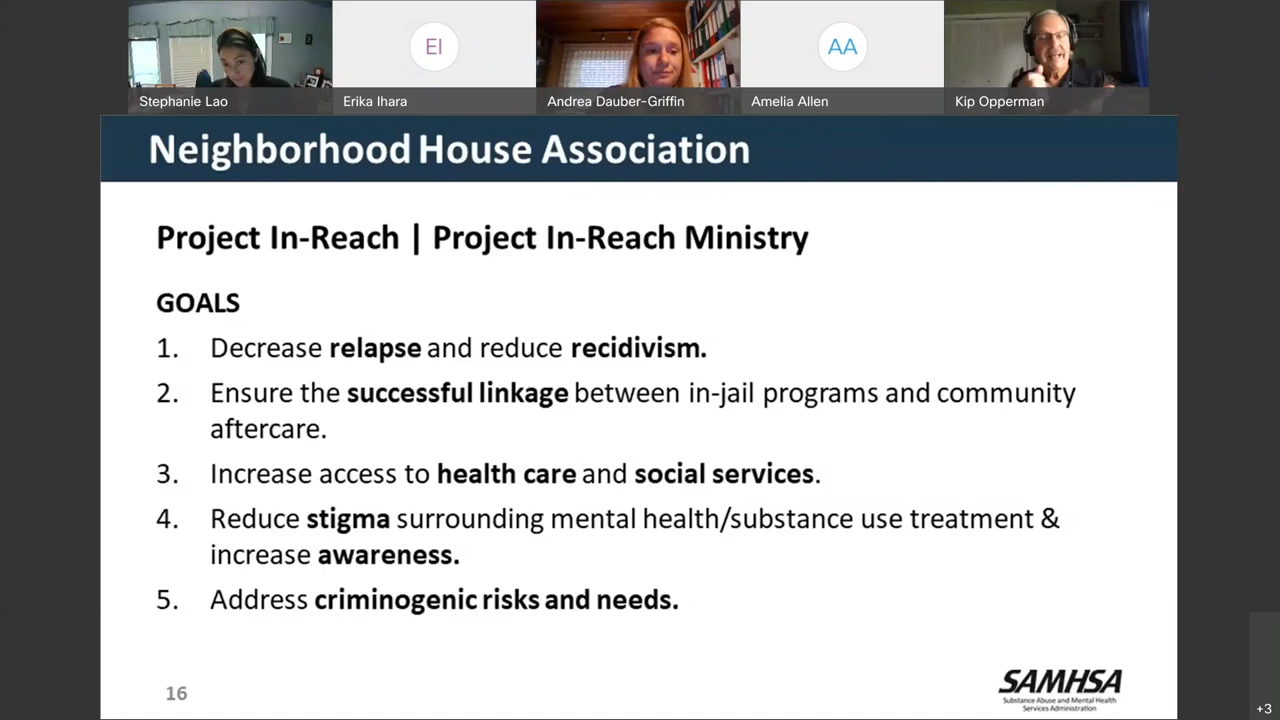 Stephanie Lao
EI
Erika Ihara
Andrea Dauber-Griffin
AA
Amelia Allen
Kip Opperman
Neighborhood House Association
Project In-Reach | Project In-Reach Ministry
GOALS
1. Decrease relapse and reduce recidivism.
2. Ensure the successful linkage between in-jail programs and community
aftercare.
3. Increase access to health care and social services.
4. Reduce stigma surrounding mental health/substance use treatment &
increase awareness.
5. Address criminogenic risks and needs.
16
SAMHSA
Substance Abuse and Mental Health
Services Administration
+3